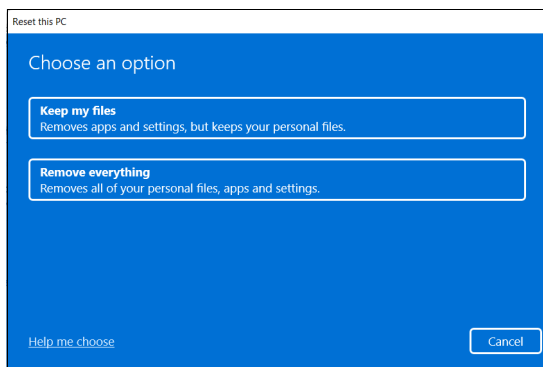 Reset this PC
Choose an option
Keep my files
Removes apps and settings, but keeps your personal files.
Remove everything
Removes all of your personal files, apps and settings.
Help me choose
Cancel